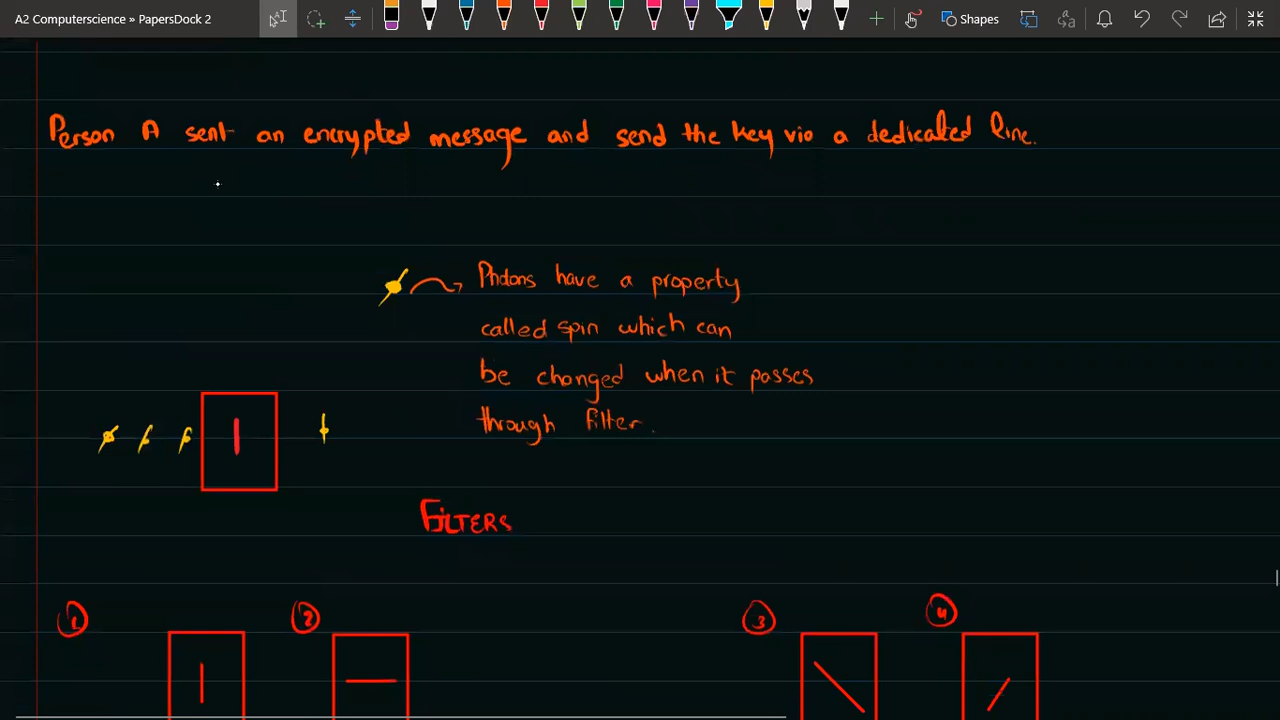 A2 Computerscience » PapersDock 2
Shapes
Person A sent an encrypted message and send the key via a dedicated line.
Photons have a property
called spin which can
be changed when it passes
through filter.
FILTERS
1 2 3 4